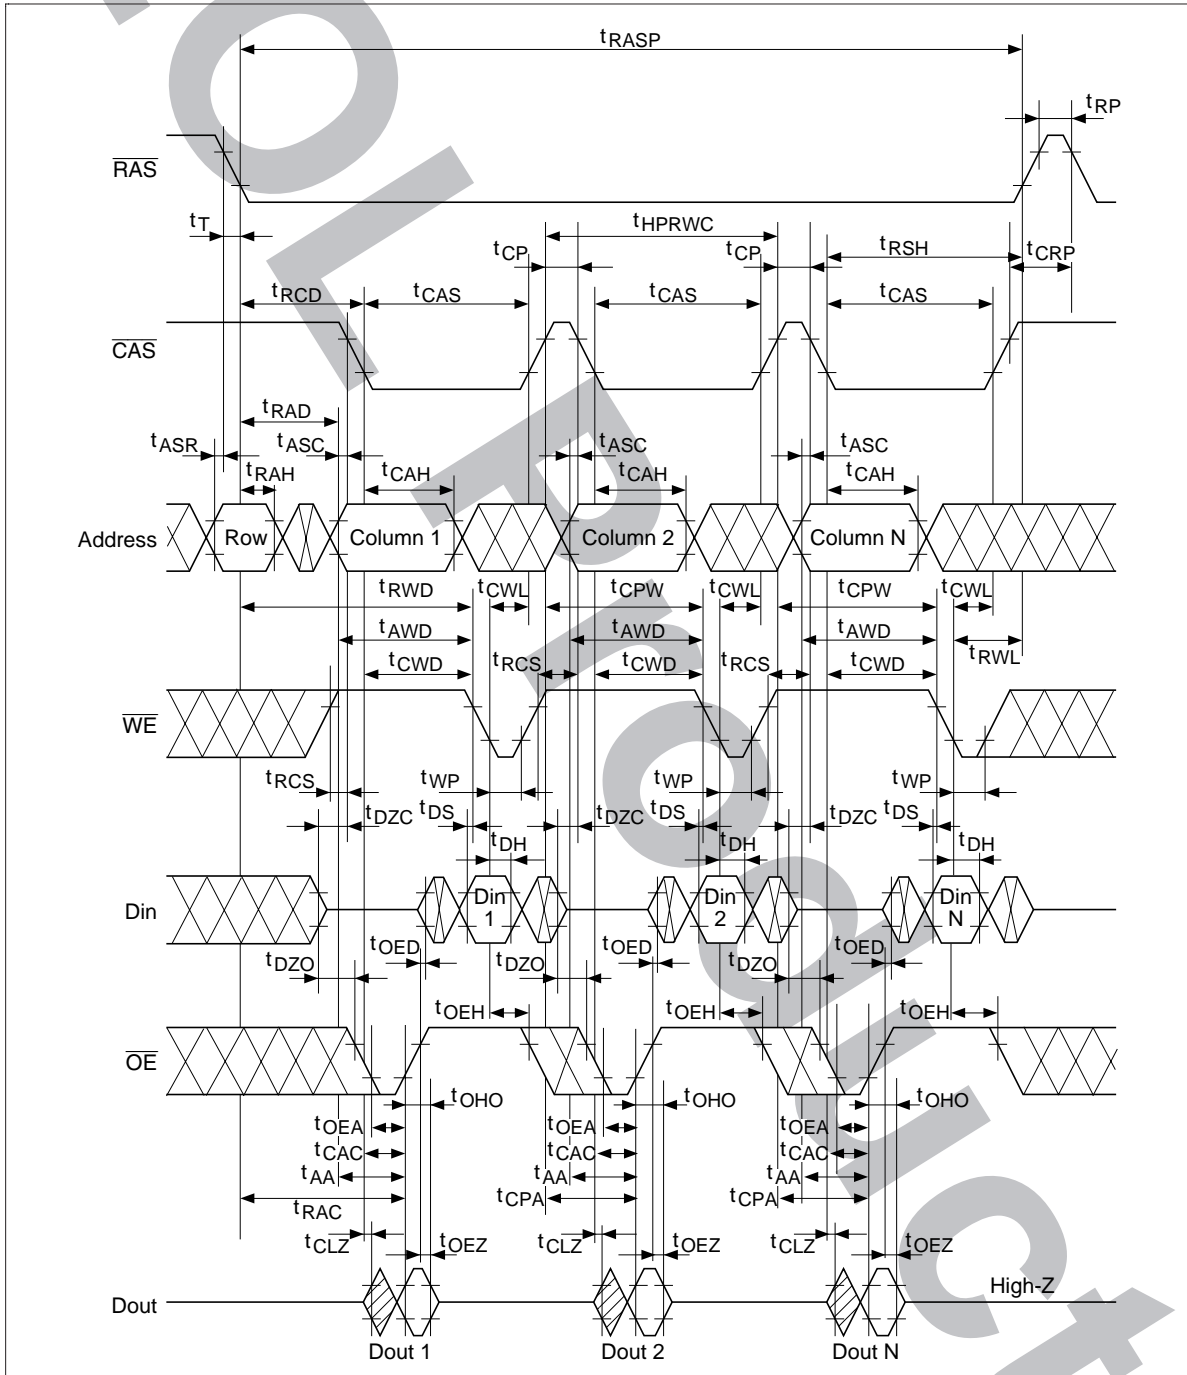 tRASP
tRP
RAS
tT
tHPRWC
tCP tCP tRSH tCRP
tRCD tCAS tCAS tCAS
CAS
tRAD
tASR tASC tASC tASC
tRAH tCAH tCAH tCAH
Address Row Column 1 Column 2 Column N
tRWD tCWL tCPW tCWL tCPW tCWL
tAWD tAWD tAWD
tCWD tRCS tCWD tRCS tCWD tRWL
WE
tRCS tWP tWP tWP
tDZC tDS tDZC tDS tDZC tDS
tDH tDH tDH
Din Din 1 Din 2 Din N
tOED tOED tOED
tDZO tDZO tDZO
tOEH tOEH tOEH
OE
tOHO tOHO tOHO
tOEA tOEA tOEA
tCAC tCAC tCAC
tAA tAA tAA
tRAC tCPA tCPA
tCLZ tOEZ tCLZ tOEZ tCLZ tOEZ
High-Z
Dout
Dout 1 Dout 2 Dout N
OL Product